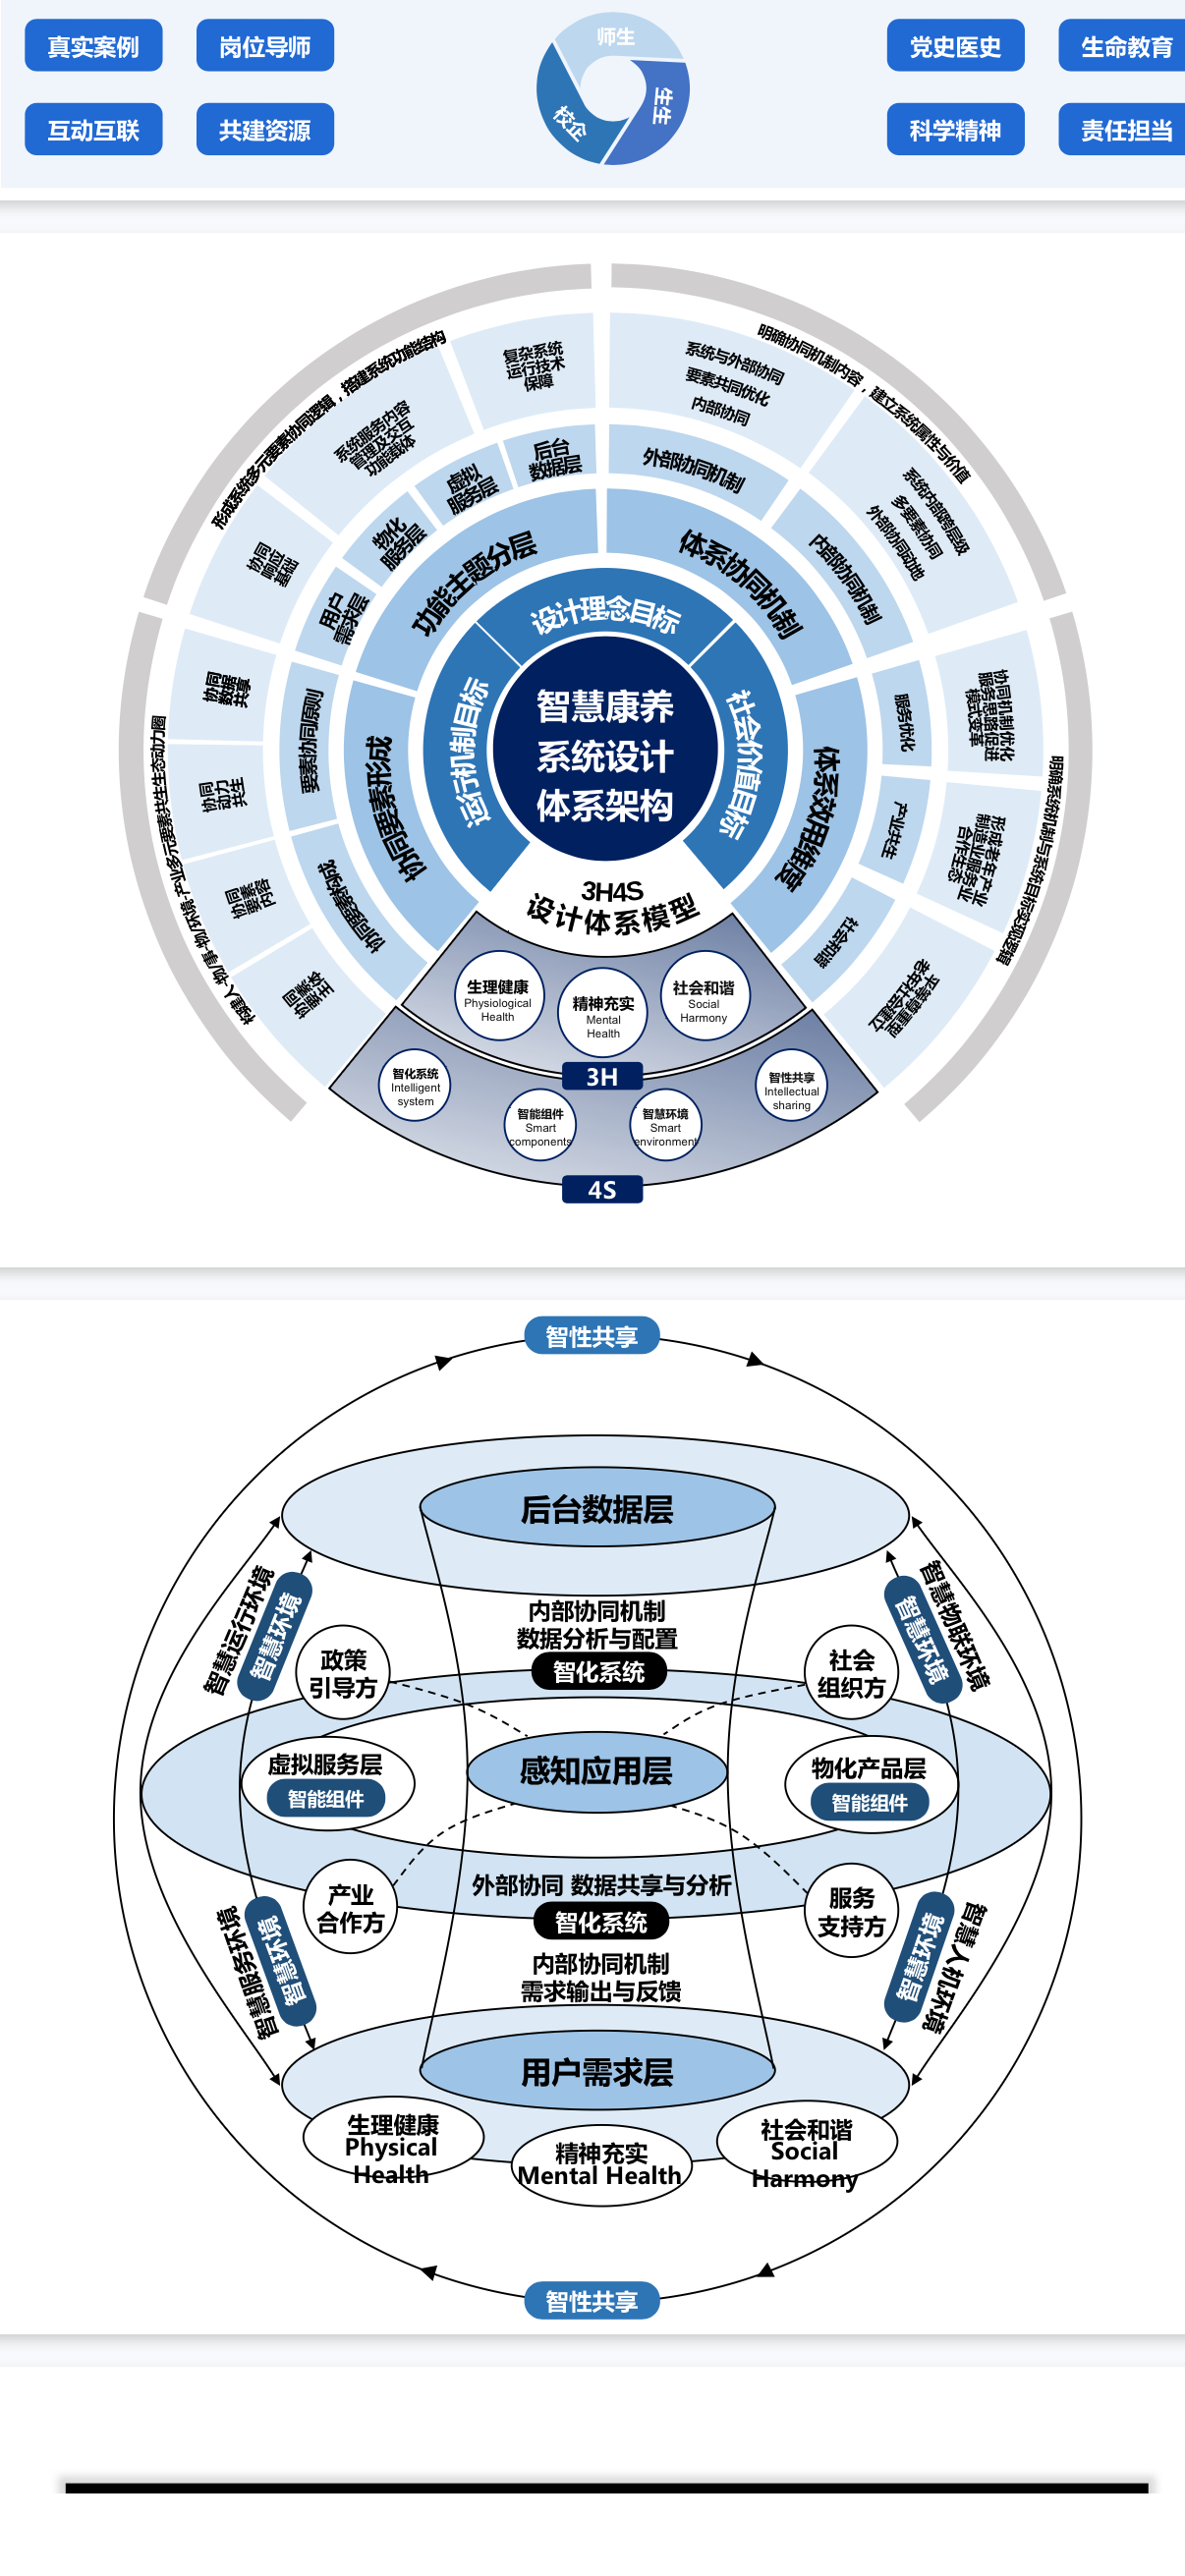 真实案例
岗位导师
师生
党史医史
生命教育
互动互联
共建资源
校企
生生
科学精神
责任担当
明确协同机制内容，建立系统属性与价值
形成系统多元要素协同逻辑，搭建系统功能结构
复杂系统
运行技术
保障
系统与外部协同
要素共同优化
内部协同
系统服务内容
管理及交互
功能载体
系统内部跨层级
多要素协同
外部协同动地
协同
响应
基础
后台
数据层
外部协同机制
虚拟
服务层
物化
服务层
内部协同机制
用户
需求层
功能主题分层
体系协同机制
设计理念目标
运行机制目标
社会价值目标
智慧康养
系统设计
体系架构
协同
数据
共享
协同
动力
共生
协同
要素
内容
协同
要素
主体
要素协同原则
协同要素构成
协同要素形成
体系效用维度
服务优化
产业共生
社会和谐
协同机制优化
服务思路促进
模式变革
形成老年产业
制造业服务业
合作生态
平等尊重型
老年社会建立
构建人-物/事-物/环境-产业多元要素共生生态动力圈
明确系统机制与系统目标实现逻辑
3H4S
设计体系模型
生理健康
Physiological
Health
精神充实
Mental
Health
社会和谐
Social
Harmony
3H
智化系统
Intelligent
system
智能组件
Smart
components
智慧环境
Smart
environment
智性共享
Intellectual
sharing
4S
智性共享
后台数据层
智慧运行环境
智慧环境
智慧物联环境
智慧环境
内部协同机制
数据分析与配置
智化系统
政策
引导方
社会
组织方
虚拟服务层
智能组件
感知应用层
物化产品层
智能组件
产业
合作方
外部协同 数据共享与分析
智化系统
服务
支持方
智慧服务环境
智慧环境
智慧人机环境
智慧环境
内部协同机制
需求输出与反馈
用户需求层
生理健康
Physical
Health
精神充实
Mental Health
社会和谐
Social
Harmony
智性共享